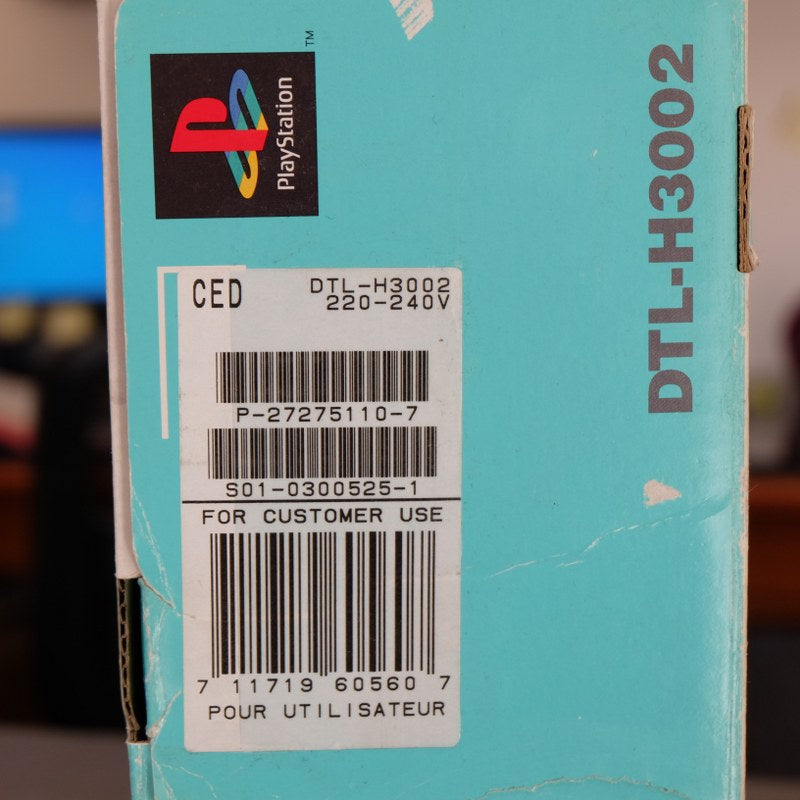 PlayStation
TM
DTL-H3002
CED
DTL-H3002
220-240V
P-27275110-7
S01-0300525-1
FOR CUSTOMER USE
7 11719 60560 7
POUR UTILISATEUR